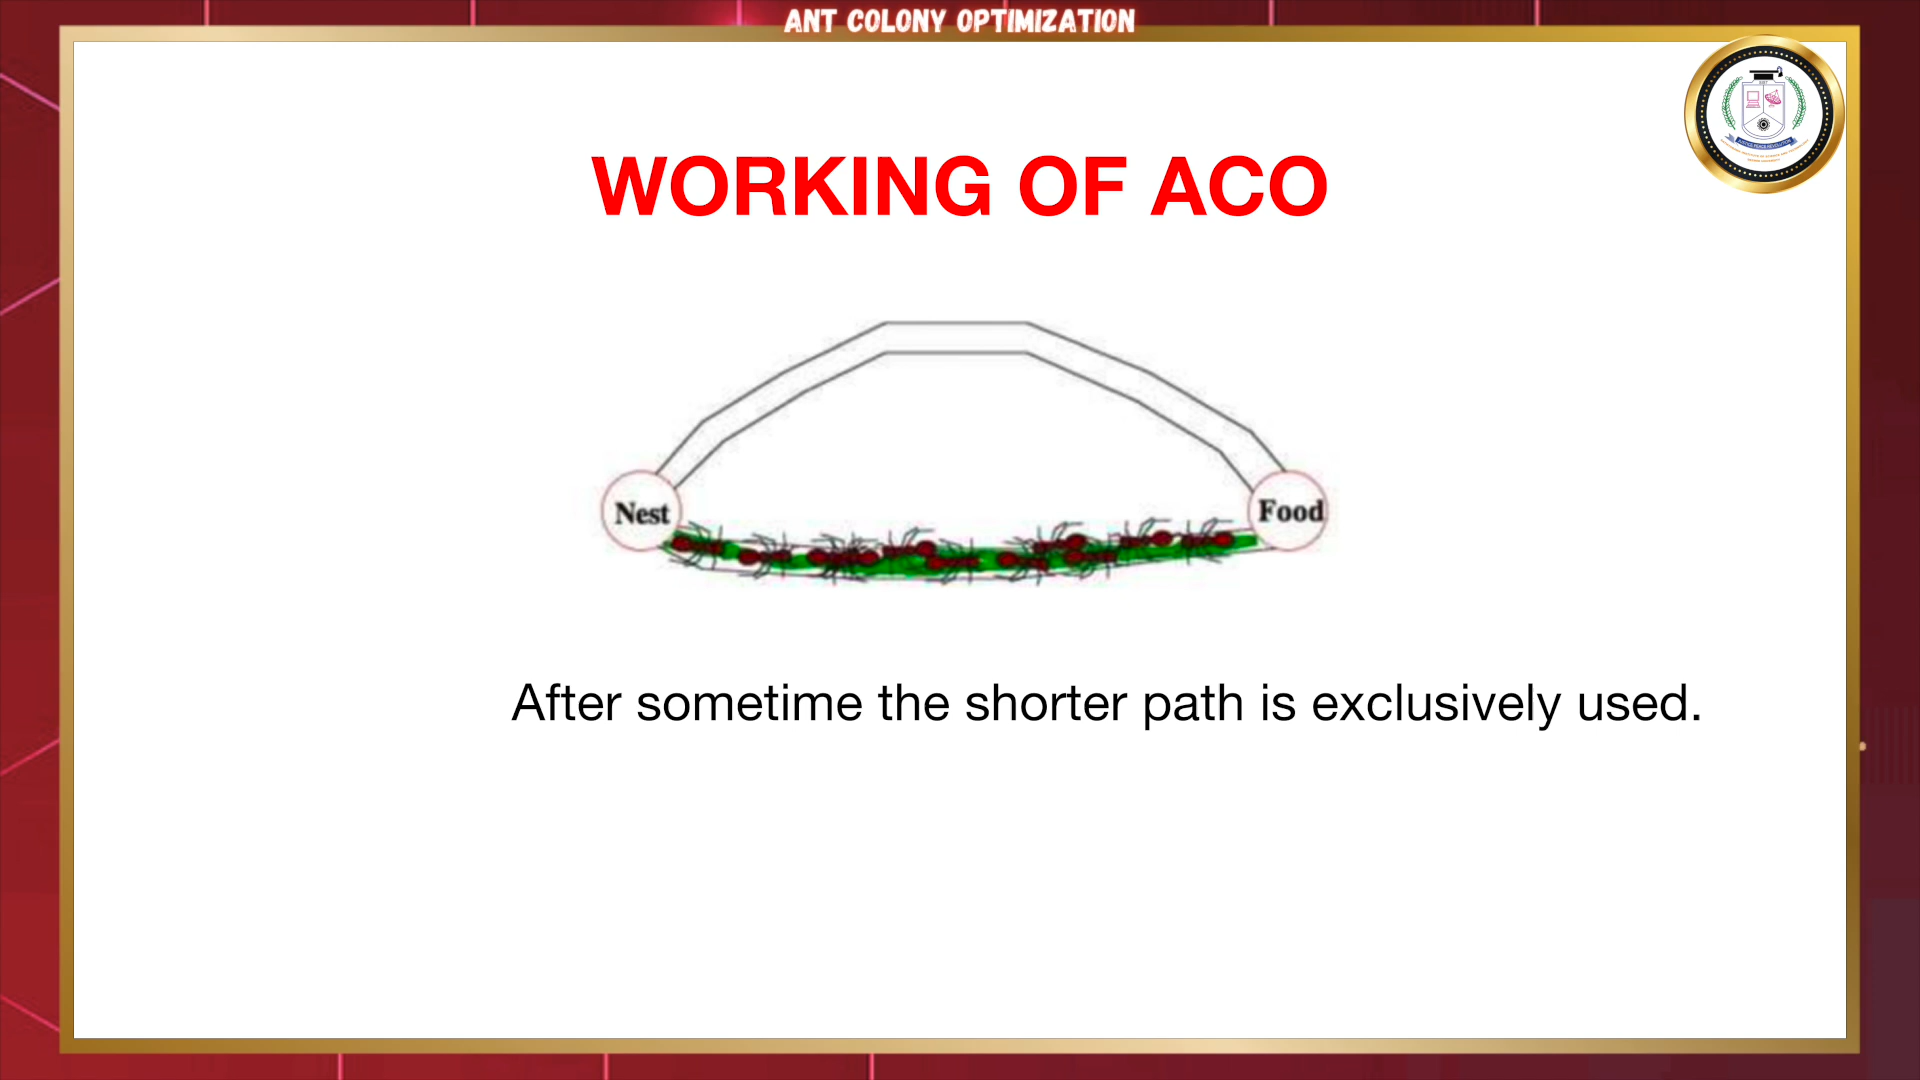 ANT COLONY OPTIMIZATION
WORKING OF ACO
Nest
Food
After sometime the shorter path is exclusively used.